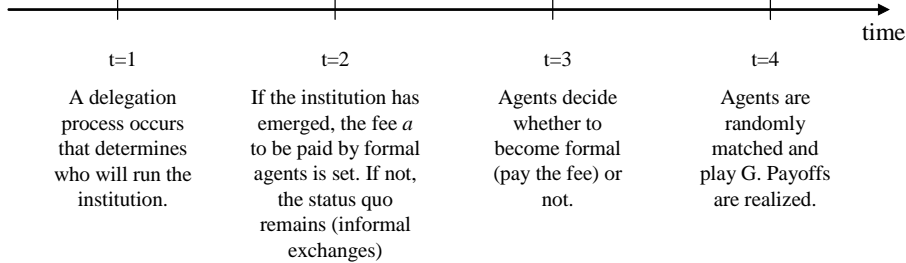 time
t=1
A delegation
process occurs
that determines
who will run the
institution.
t=2
If the institution has
emerged, the fee a
to be paid by formal
agents is set. If not,
the status quo
remains (informal
exchanges)
t=3
Agents decide
whether to
become formal
(pay the fee) or
not.
t=4
Agents are
randomly
matched and
play G. Payoffs
are realized.